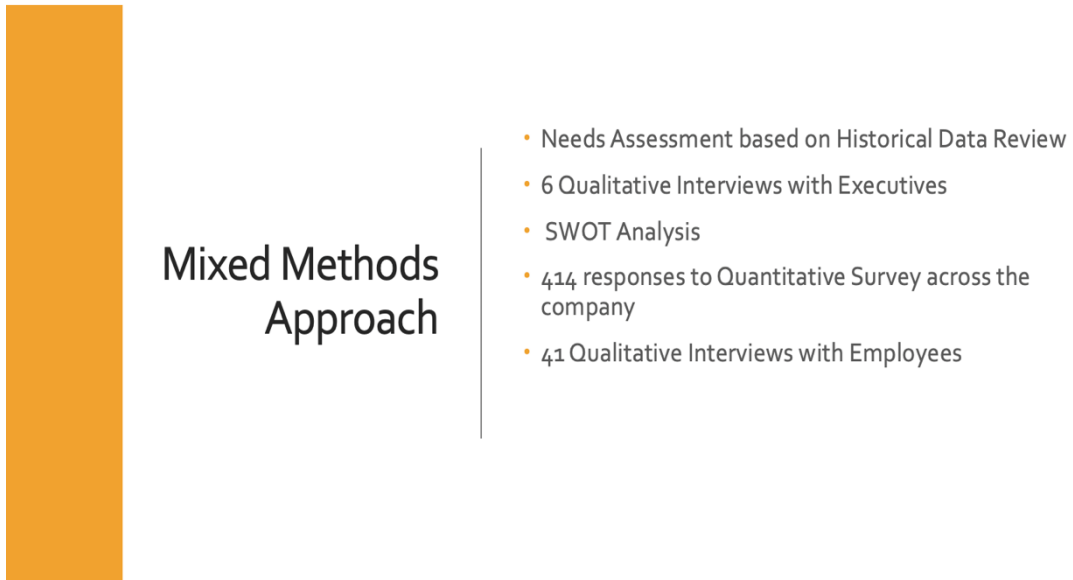 Mixed Methods
Approach
• Needs Assessment based on Historical Data Review
• 6 Qualitative Interviews with Executives
• SWOT Analysis
• 414 responses to Quantitative Survey across the
company
• 41 Qualitative Interviews with Employees